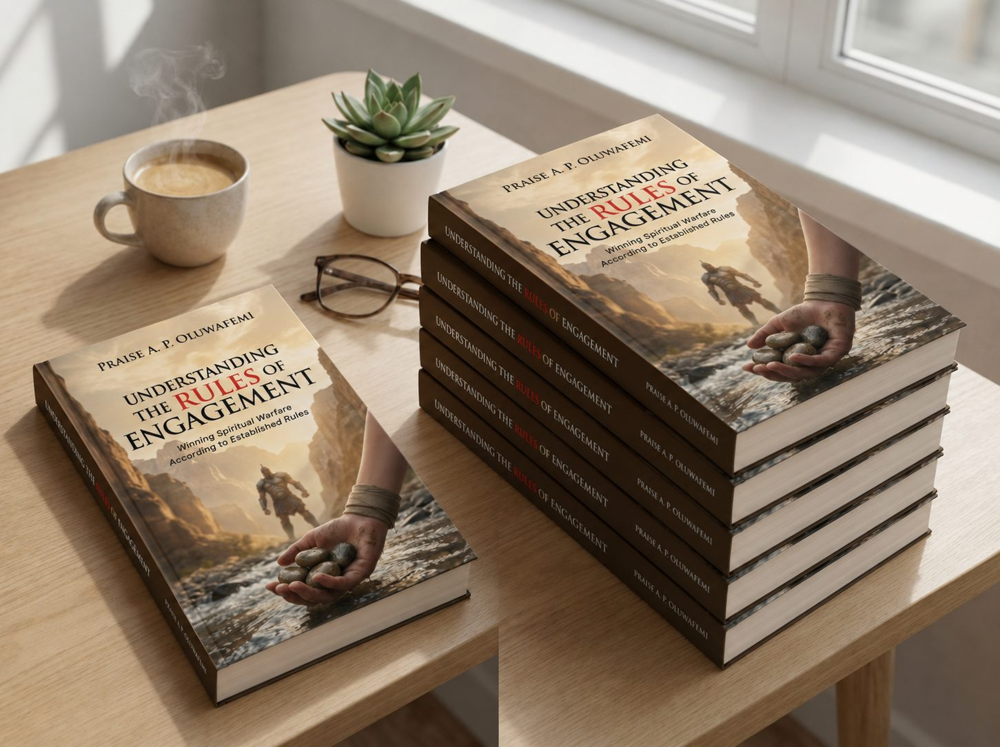 PRAISE A. P. OLUWAFEMI
UNDERSTANDING
THE RULES OF
ENGAGEMENT
Winning Spiritual Warfare
According to Established Rules
UNDERSTANDING THE RULES OF ENGAGEMENT
PRAISE A. P. OLUWAFEMI
PRAISE A. P. OLUWAFEMI
UNDERSTANDING
THE RULES OF
ENGAGEMENT
Winning Spiritual Warfare
According to Established Rules
UNDERSTANDING THE RULES OF ENGAGEMENT
PRAISE A. P. OLUWAFEMI
UNDERSTANDING THE RULES OF ENGAGEMENT
PRAISE A. P. OLUWAFEMI
UNDERSTANDING THE RULES OF ENGAGEMENT
PRAISE A. P. OLUWAFEMI
UNDERSTANDING THE RULES OF ENGAGEMENT
PRAISE A. P. OLUWAFEMI
UNDERSTANDING THE RULES OF ENGAGEMENT
PRAISE A. P. OLUWAFEMI